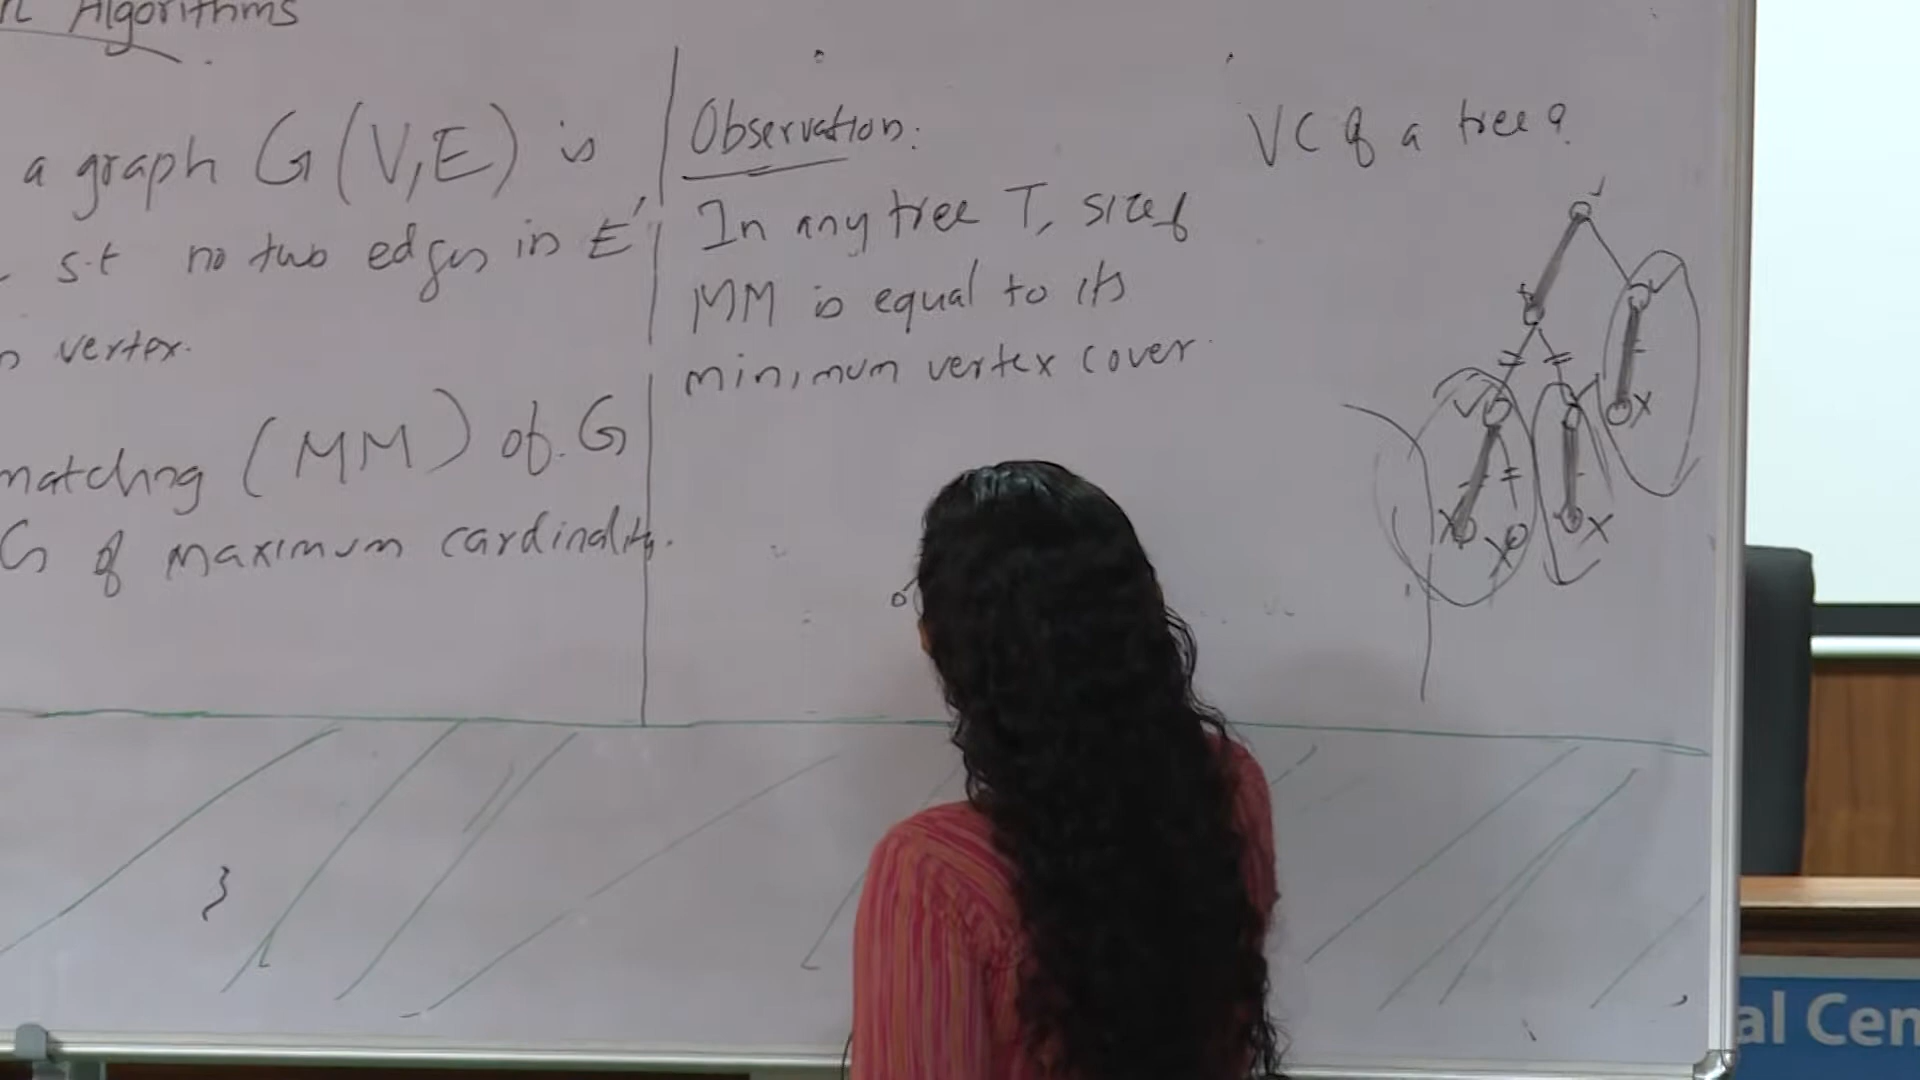 Algorithms
a graph G(V,E) is
s.t no two edges in E'
vertex.
matching (MM) of G
G of maximum cardinality.
Observation:
In any tree T, size of
MM is equal to its
minimum vertex cover.
VC of a tree?
al Cen